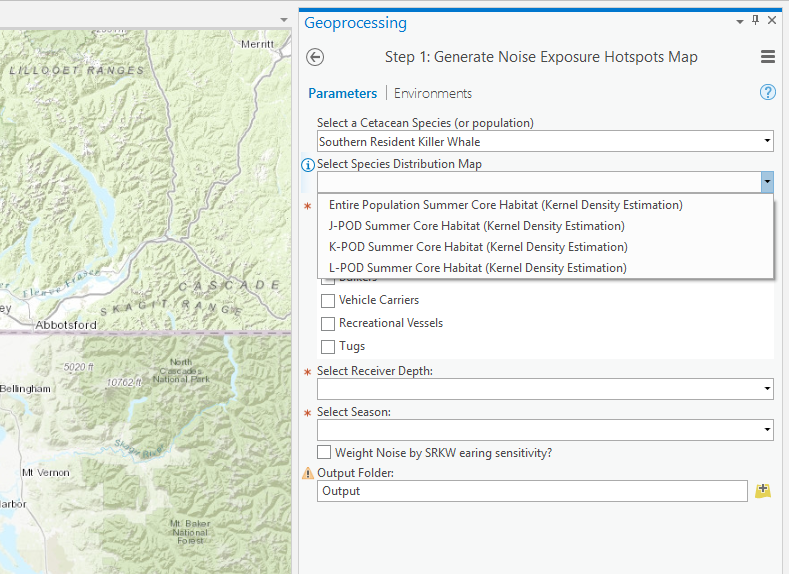 Geoprocessing
Step 1: Generate Noise Exposure Hotspots Map
Parameters | Environments
?
Select a Cetacean Species (or population)
Southern Resident Killer Whale
Select Species Distribution Map
* Entire Population Summer Core Habitat (Kernel Density Estimation)
J-POD Summer Core Habitat (Kernel Density Estimation)
K-POD Summer Core Habitat (Kernel Density Estimation)
L-POD Summer Core Habitat (Kernel Density Estimation)
Vehicle Carriers
Recreational Vessels
Tugs
* Select Receiver Depth:
* Select Season:
Weight Noise by SRKW earing sensitivity?
Output Folder:
Output
Merritt
LILLOOET RANGES
Fraser
CASCADE
SKAGIT RANGE
ey
Abbotsford
5020 ft
North
Cascades
National Park
10762 ft
Bellingham
Skagit River
Mt Vernon
arbor
Mt. Baker
National
Forest